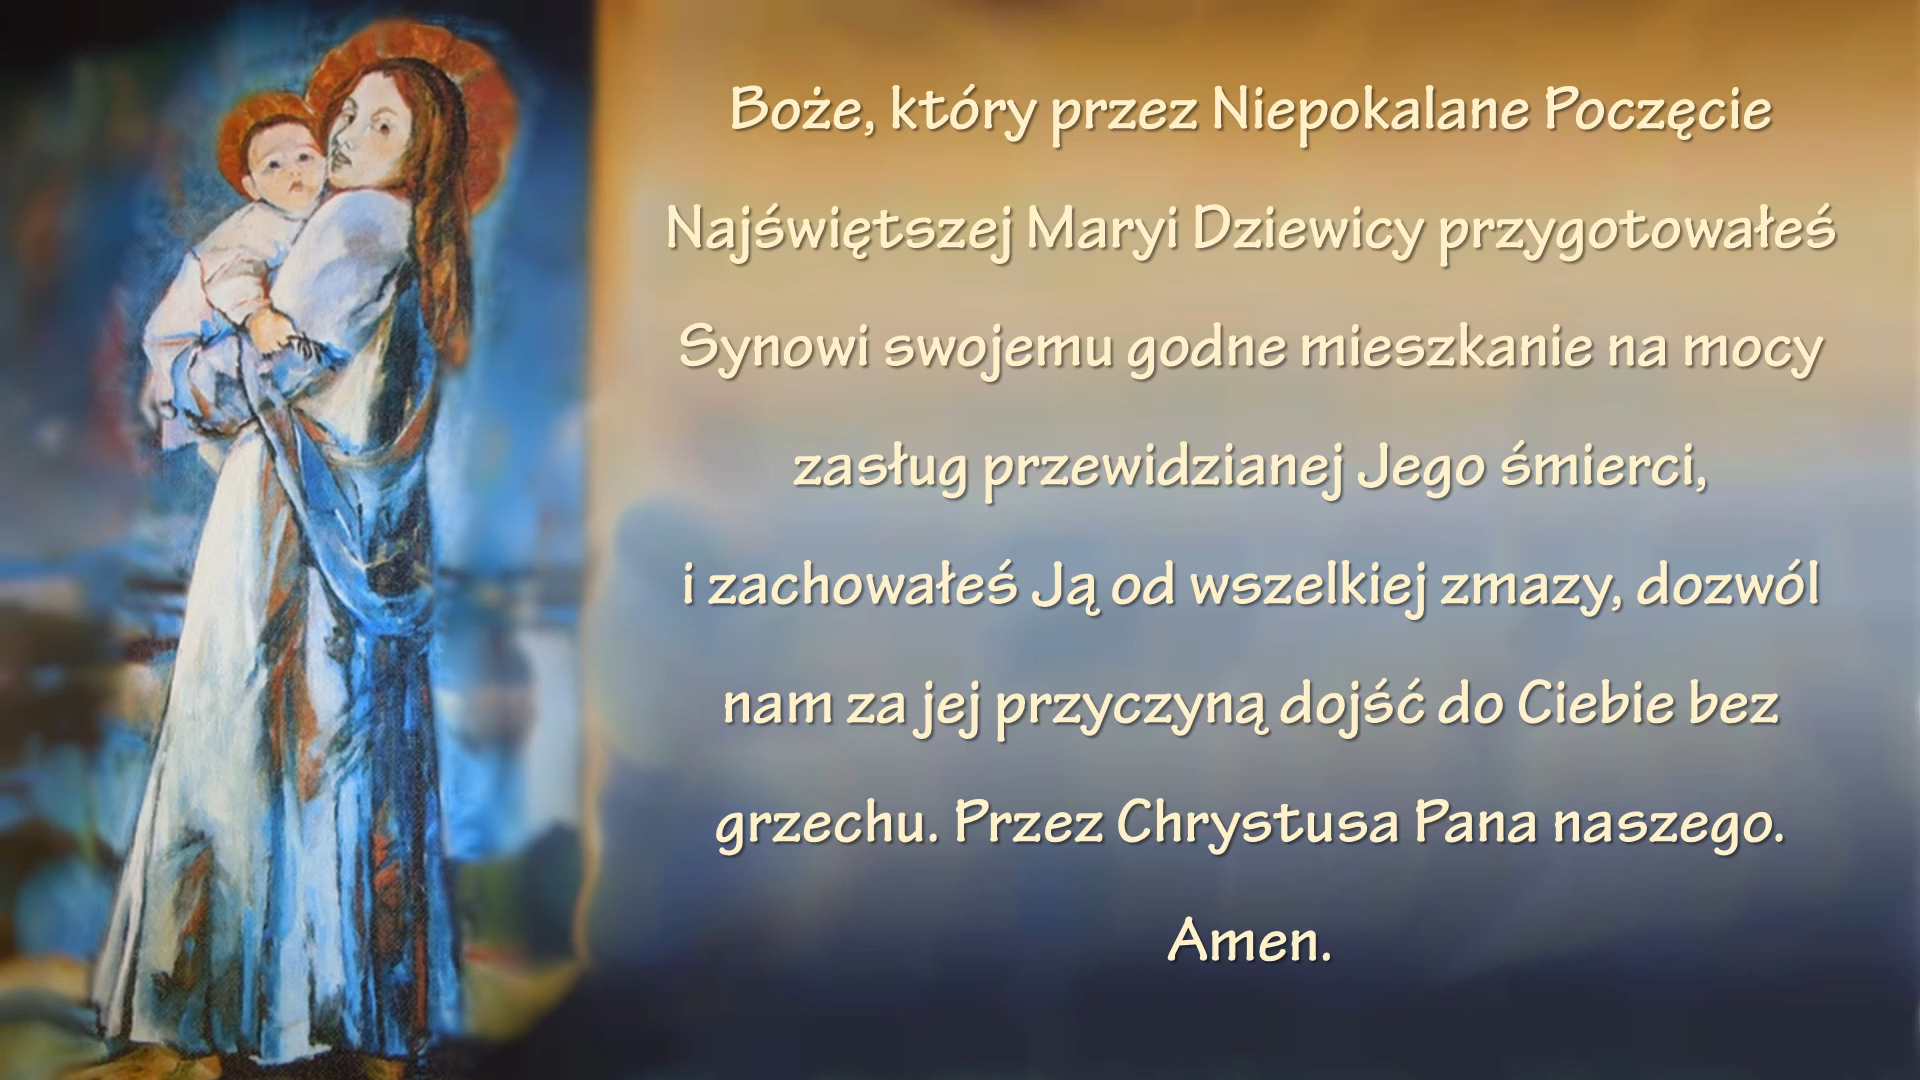 Boże, który przez Niepokalane Poczęcie
Najświętszej Maryi Dziewicy przygotowałeś
Synowi swojemu godne mieszkanie na mocy
zasług przewidzianej Jego śmierci,
i zachowałeś Ją od wszelkiej zmazy, dozwól
nam za jej przyczyną dojść do Ciebie bez
grzechu. Przez Chrystusa Pana naszego.
Amen.